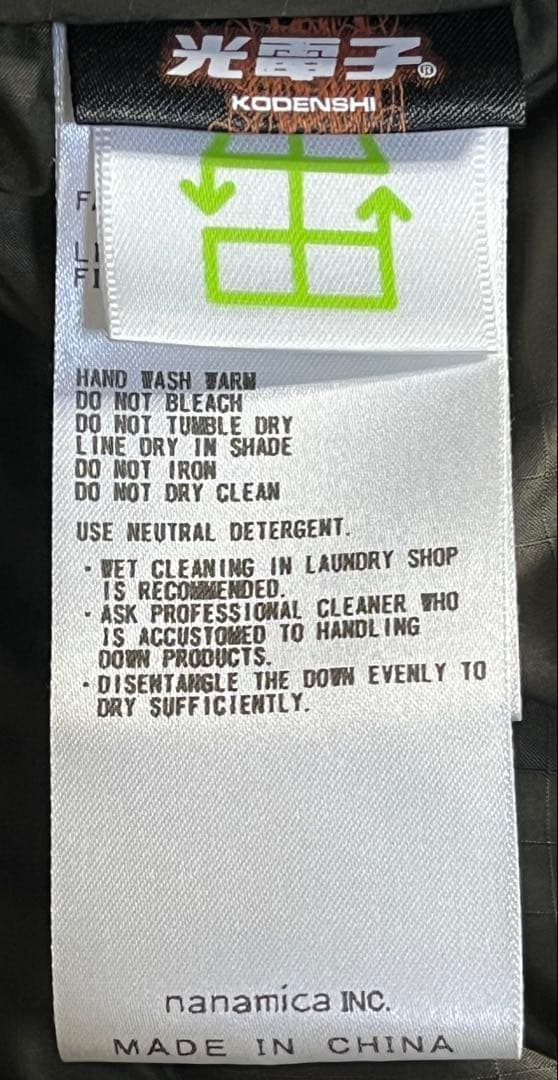 光電子®
KODENSHI
HAND WASH WARM
DO NOT BLEACH
DO NOT TUMBLE DRY
LINE DRY IN SHADE
DO NOT IRON
DO NOT DRY CLEAN
USE NEUTRAL DETERGENT.
・WET CLEANING IN LAUNDRY SHOP
IS RECOMMENDED.
・ASK PROFESSIONAL CLEANER WHO
IS ACCUSTOMED TO HANDLING
DOWN PRODUCTS.
・DISENTANGLE THE DOWN EVENLY TO
DRY SUFFICIENTLY.
nanamica INC.
MADE IN CHINA